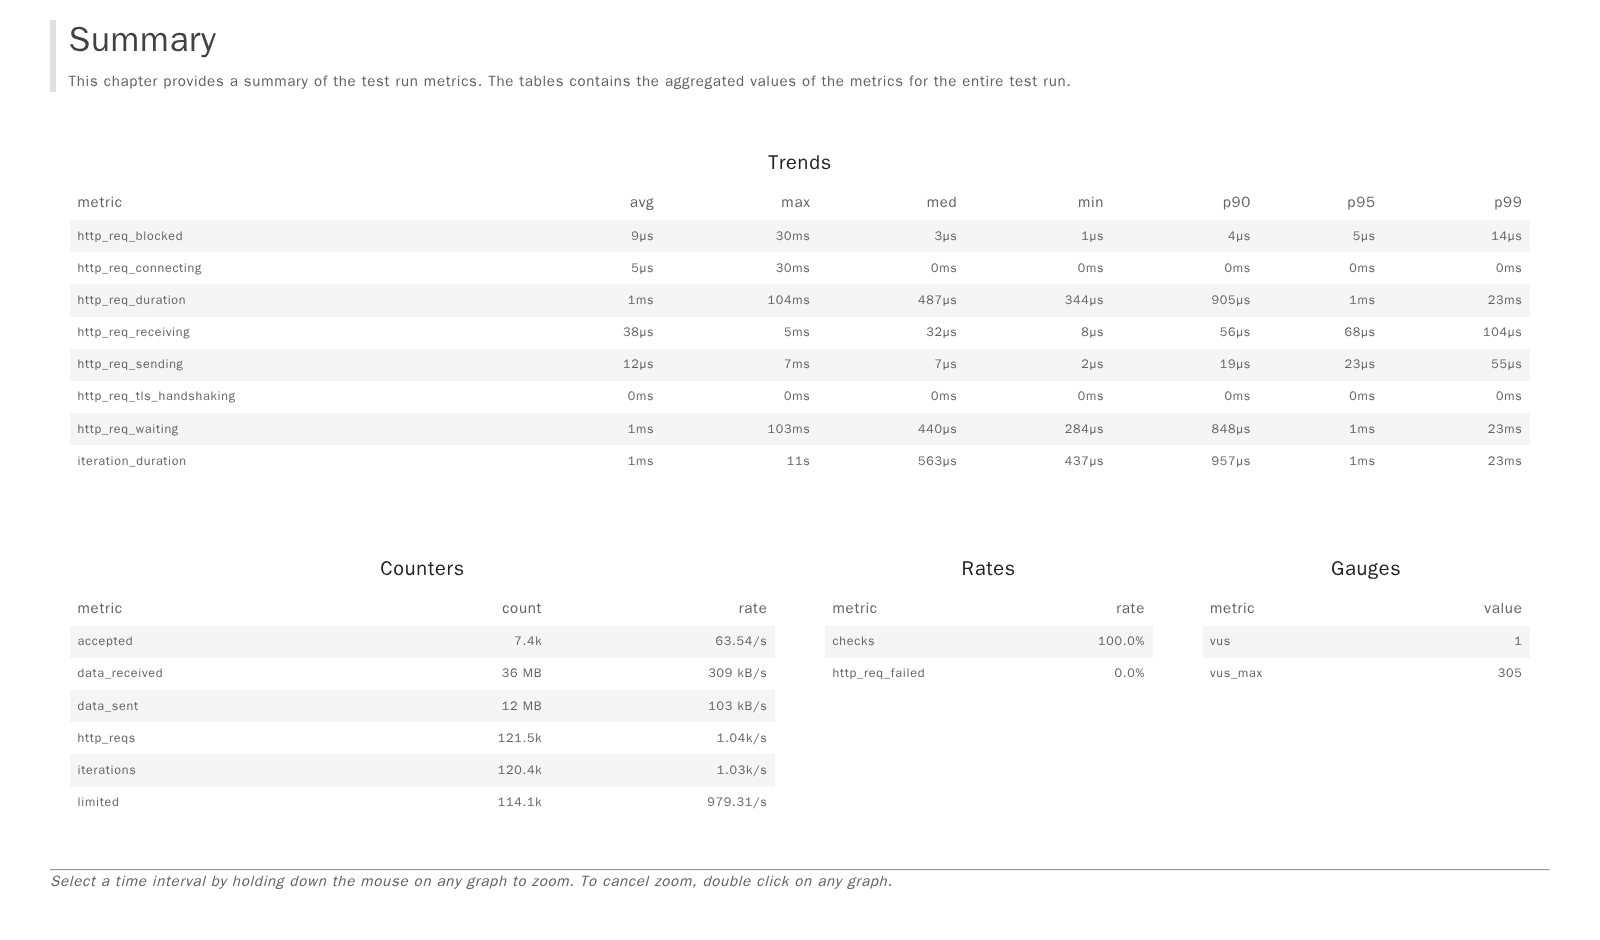 Summary
This chapter provides a summary of the test run metrics. The tables contains the aggregated values of the metrics for the entire test run.
Trends
metric avg max med min p90 p95 p99
http_req_blocked 9µs 30ms 3µs 1µs 4µs 5µs 14µs
http_req_connecting 5µs 30ms 0ms 0ms 0ms 0ms 0ms
http_req_duration 1ms 104ms 487µs 344µs 905µs 1ms 23ms
http_req_receiving 38µs 5ms 32µs 8µs 56µs 68µs 104µs
http_req_sending 12µs 7ms 7µs 2µs 19µs 23µs 55µs
http_req_tls_handshaking 0ms 0ms 0ms 0ms 0ms 0ms 0ms
http_req_waiting 1ms 103ms 440µs 284µs 848µs 1ms 23ms
iteration_duration 1ms 11s 563µs 437µs 957µs 1ms 23ms
Counters
metric count rate
accepted 7.4k 63.54/s
data_received 36 MB 309 kB/s
data_sent 12 MB 103 kB/s
http_reqs 121.5k 1.04k/s
iterations 120.4k 1.03k/s
limited 114.1k 979.31/s
Rates
metric rate
checks 100.0%
http_req_failed 0.0%
Gauges
metric value
vus 1
vus_max 305
Select a time interval by holding down the mouse on any graph to zoom. To cancel zoom, double click on any graph.